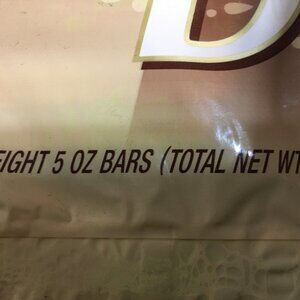 D
EIGHT 5 OZ BARS (TOTAL NET WT